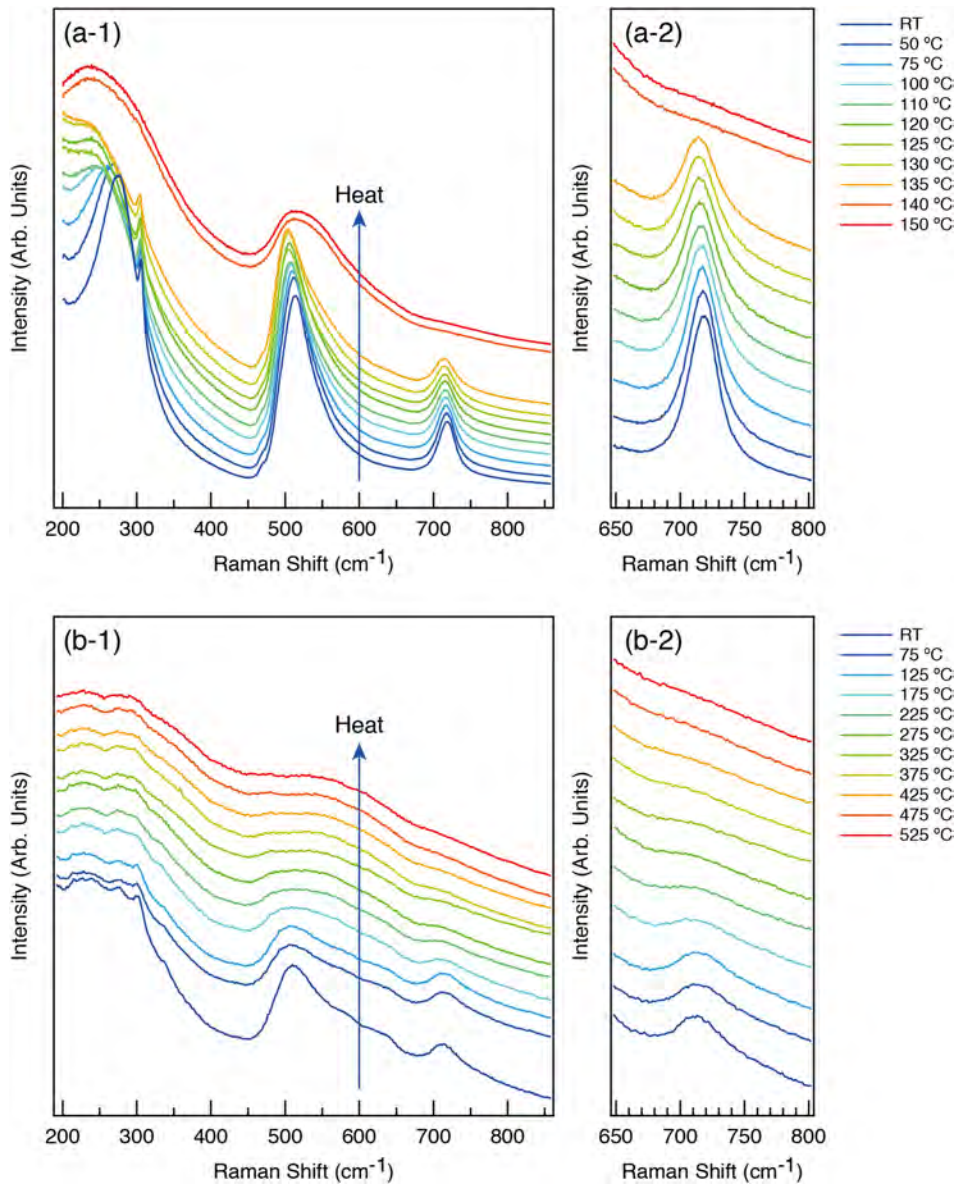 (a-1)
Heat
Intensity (Arb. Units)
200 300 400 500 600 700 800
Raman Shift (cm-1)
(a-2)
Intensity (Arb. Units)
650 700 750 800
Raman Shift (cm-1)
RT
50 ºC
75 ºC
100 ºC
110 ºC
120 ºC
125 ºC
130 ºC
135 ºC
140 ºC
150 ºC
(b-1)
Heat
Intensity (Arb. Units)
200 300 400 500 600 700 800
Raman Shift (cm-1)
(b-2)
Intensity (Arb. Units)
650 700 750 800
Raman Shift (cm-1)
RT
75 ºC
125 ºC
175 ºC
225 ºC
275 ºC
325 ºC
375 ºC
425 ºC
475 ºC
525 ºC